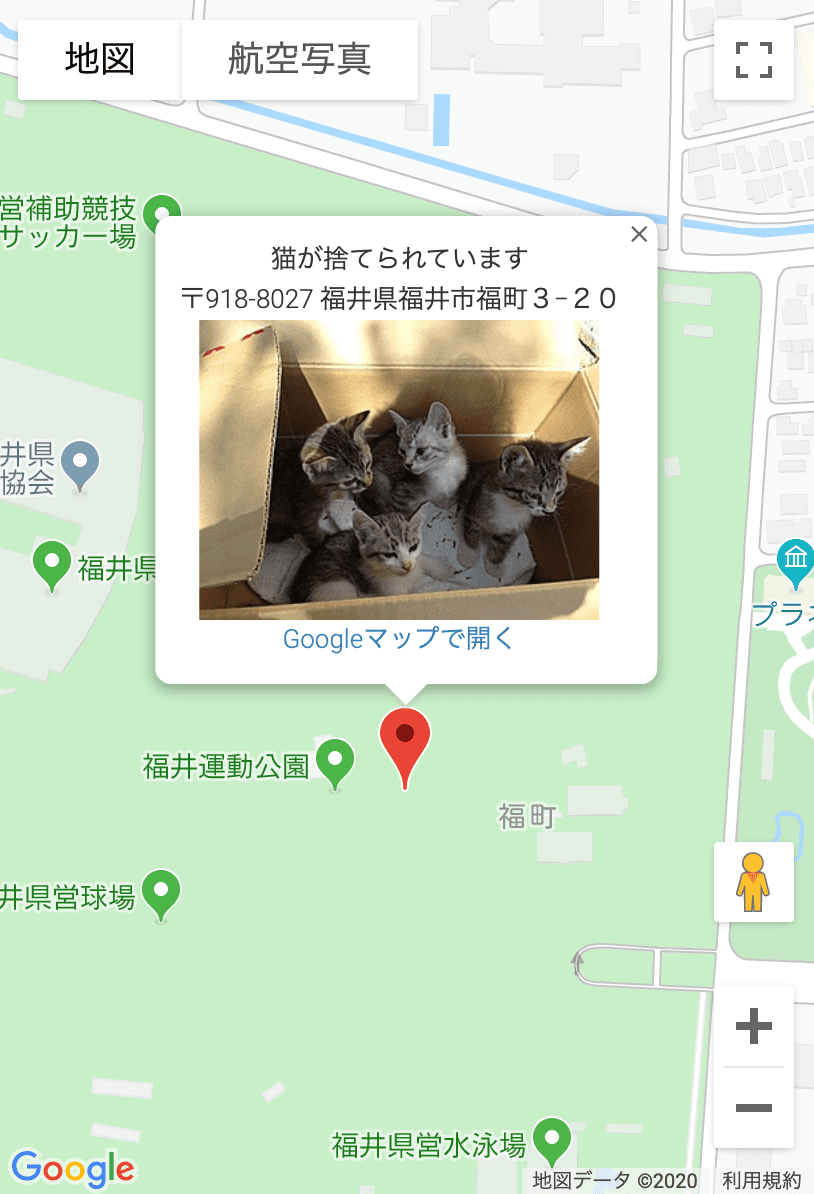 地図
航空写真
営補助競技
サッカー場
猫が捨てられています
〒918-8027 福井県福井市福町３−２０
Googleマップで開く
井県
協会
福井県
プラネ
福井運動公園
福町
井県営球場
福井県営水泳場
Google
地図データ ©2020
利用規約